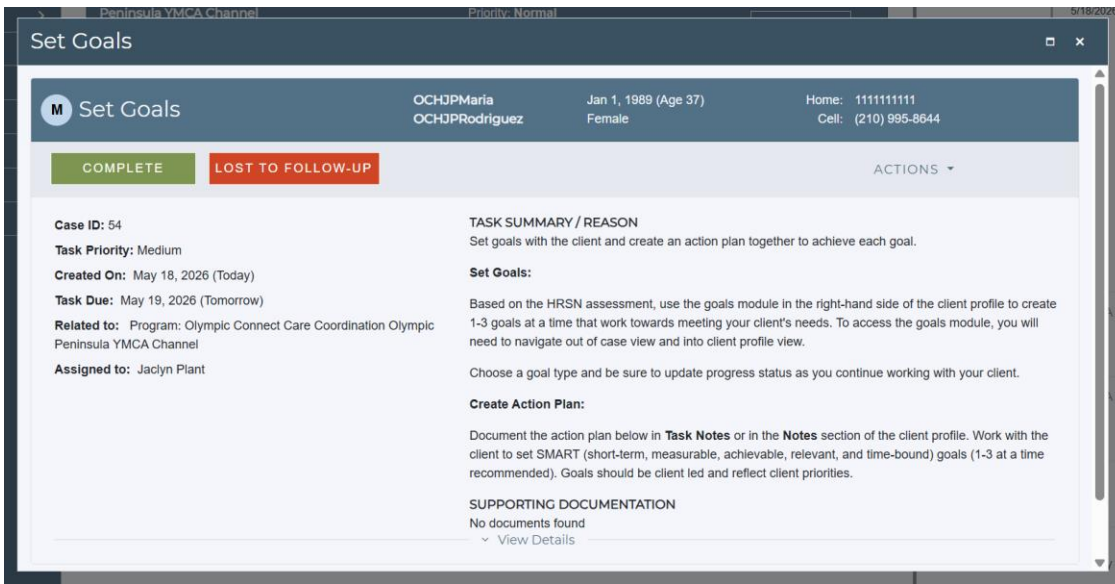 Peninsula YMCA Channel
Priority: Normal
5/18/202
Set Goals
M Set Goals
OCHJPMaria
OCHJPRodriguez
Jan 1, 1989 (Age 37)
Female
Home: 1111111111
Cell: (210) 995-8644
COMPLETE
LOST TO FOLLOW-UP
ACTIONS
Case ID: 54
Task Priority: Medium
Created On: May 18, 2026 (Today)
Task Due: May 19, 2026 (Tomorrow)
Related to: Program: Olympic Connect Care Coordination Olympic
Peninsula YMCA Channel
Assigned to: Jaclyn Plant
TASK SUMMARY / REASON
Set goals with the client and create an action plan together to achieve each goal.
Set Goals:
Based on the HRSN assessment, use the goals module in the right-hand side of the client profile to create
1-3 goals at a time that work towards meeting your client's needs. To access the goals module, you will
need to navigate out of case view and into client profile view.
Choose a goal type and be sure to update progress status as you continue working with your client.
Create Action Plan:
Document the action plan below in Task Notes or in the Notes section of the client profile. Work with the
client to set SMART (short-term, measurable, achievable, relevant, and time-bound) goals (1-3 at a time
recommended). Goals should be client led and reflect client priorities.
SUPPORTING DOCUMENTATION
No documents found
View Details